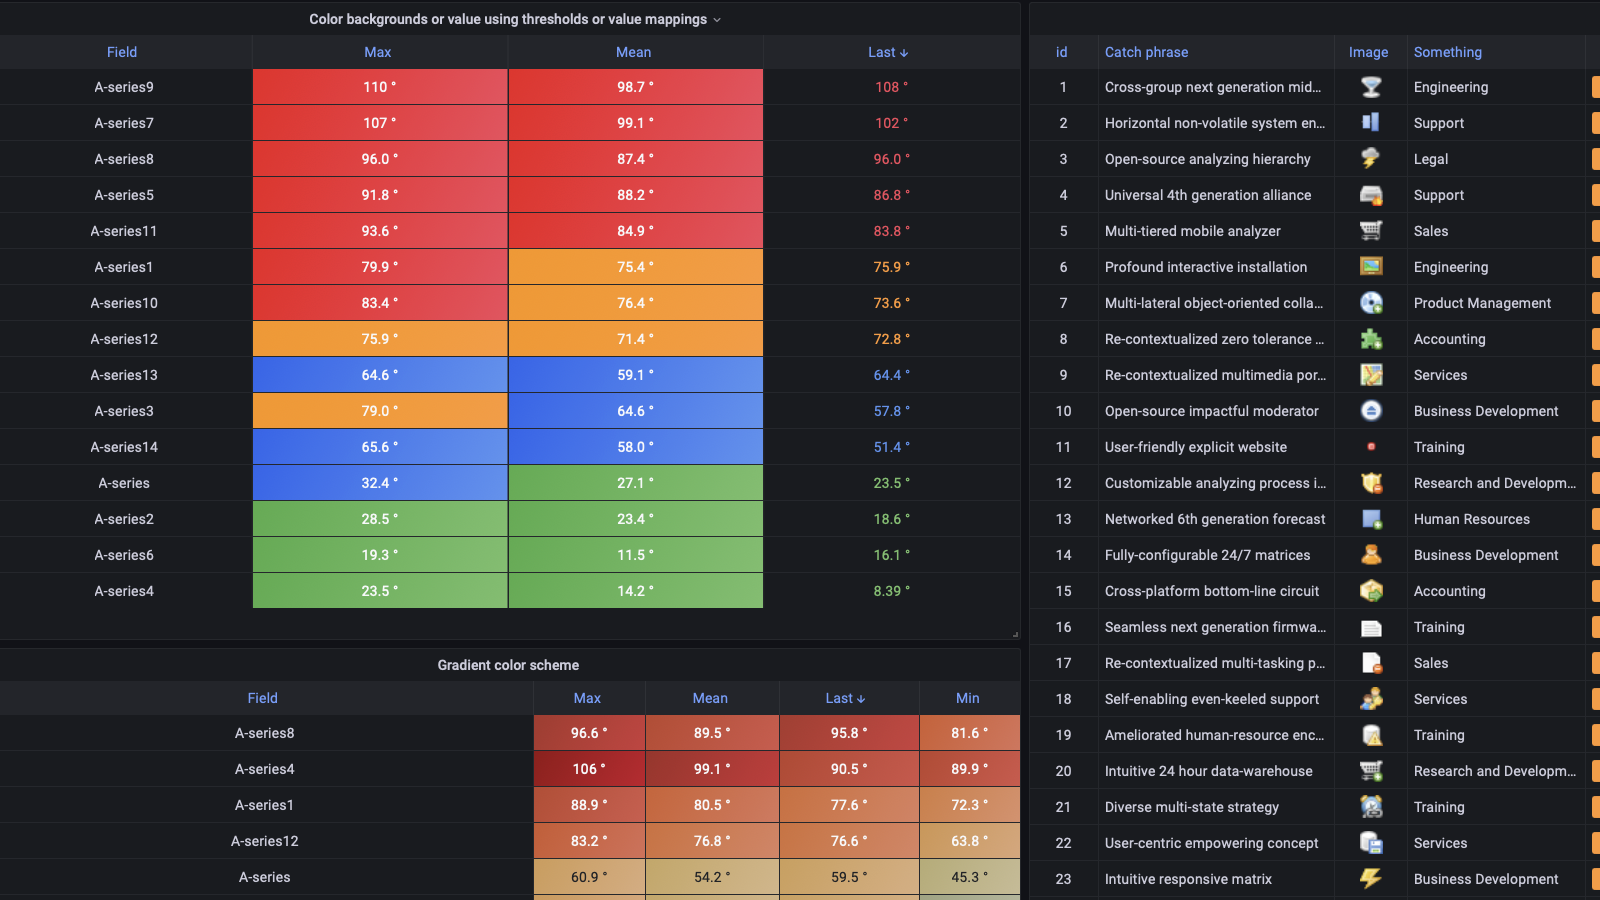 Color backgrounds or value using thresholds or value mappings
Field Max Mean Last ↓
A-series9 110 ° 98.7 ° 108 °
A-series7 107 ° 99.1 ° 102 °
A-series8 96.0 ° 87.4 ° 96.0 °
A-series5 91.8 ° 88.2 ° 86.8 °
A-series11 93.6 ° 84.9 ° 83.8 °
A-series1 79.9 ° 75.4 ° 75.9 °
A-series10 83.4 ° 76.4 ° 73.6 °
A-series12 75.9 ° 71.4 ° 72.8 °
A-series13 64.6 ° 59.1 ° 64.4 °
A-series3 79.0 ° 64.6 ° 57.8 °
A-series14 65.6 ° 58.0 ° 51.4 °
A-series 32.4 ° 27.1 ° 23.5 °
A-series2 28.5 ° 23.4 ° 18.6 °
A-series6 19.3 ° 11.5 ° 16.1 °
A-series4 23.5 ° 14.2 ° 8.39 °
Gradient color scheme
Field Max Mean Last ↓ Min
A-series8 96.6 ° 89.5 ° 95.8 ° 81.6 °
A-series4 106 ° 99.1 ° 90.5 ° 89.9 °
A-series1 88.9 ° 80.5 ° 77.6 ° 72.3 °
A-series12 83.2 ° 76.8 ° 76.6 ° 63.8 °
A-series 60.9 ° 54.2 ° 59.5 ° 45.3 °
id Catch phrase Image Something
1 Cross-group next generation mid... Engineering
2 Horizontal non-volatile system en... Support
3 Open-source analyzing hierarchy Legal
4 Universal 4th generation alliance Support
5 Multi-tiered mobile analyzer Sales
6 Profound interactive installation Engineering
7 Multi-lateral object-oriented colla... Product Management
8 Re-contextualized zero tolerance ... Accounting
9 Re-contextualized multimedia por... Services
10 Open-source impactful moderator Business Development
11 User-friendly explicit website Training
12 Customizable analyzing process i... Research and Developm...
13 Networked 6th generation forecast Human Resources
14 Fully-configurable 24/7 matrices Business Development
15 Cross-platform bottom-line circuit Accounting
16 Seamless next generation firmwa... Training
17 Re-contextualized multi-tasking p... Sales
18 Self-enabling even-keeled support Services
19 Ameliorated human-resource enc... Training
20 Intuitive 24 hour data-warehouse Research and Developm...
21 Diverse multi-state strategy Training
22 User-centric empowering concept Services
23 Intuitive responsive matrix Business Development